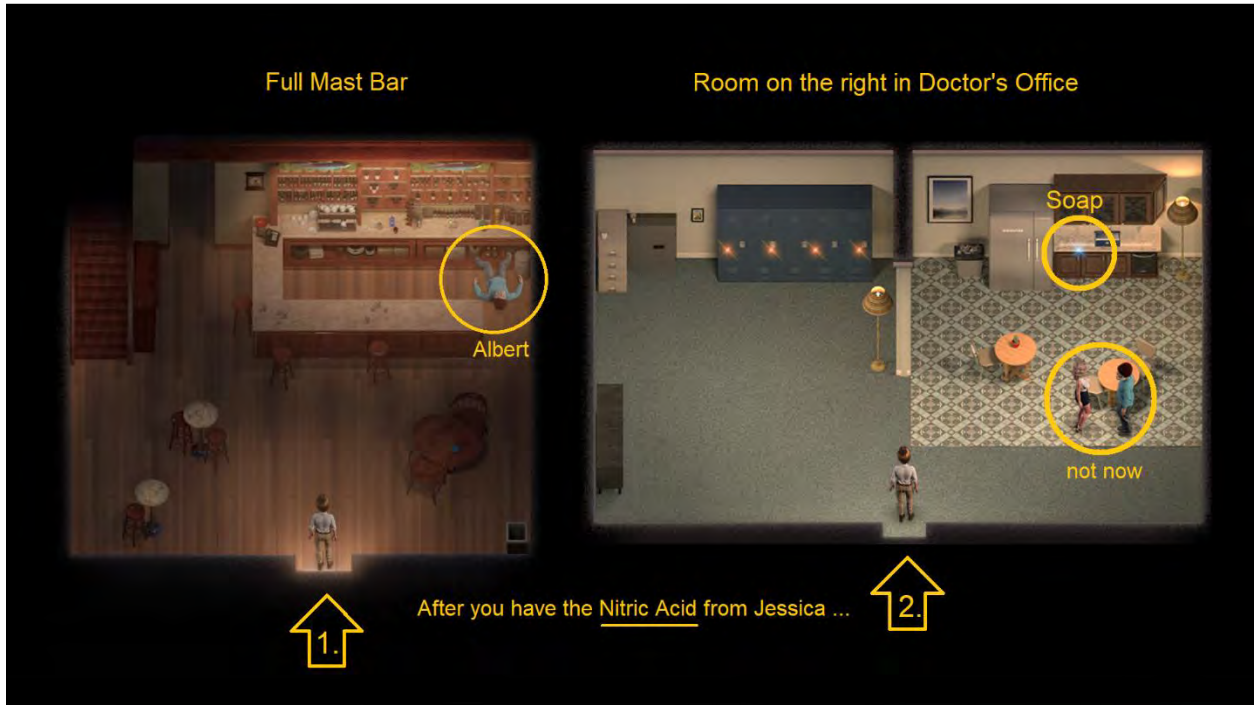 Full Mast Bar
Room on the right in Doctor's Office
Soap
Albert
not now
After you have the Nitric Acid from Jessica ...
1.
2.